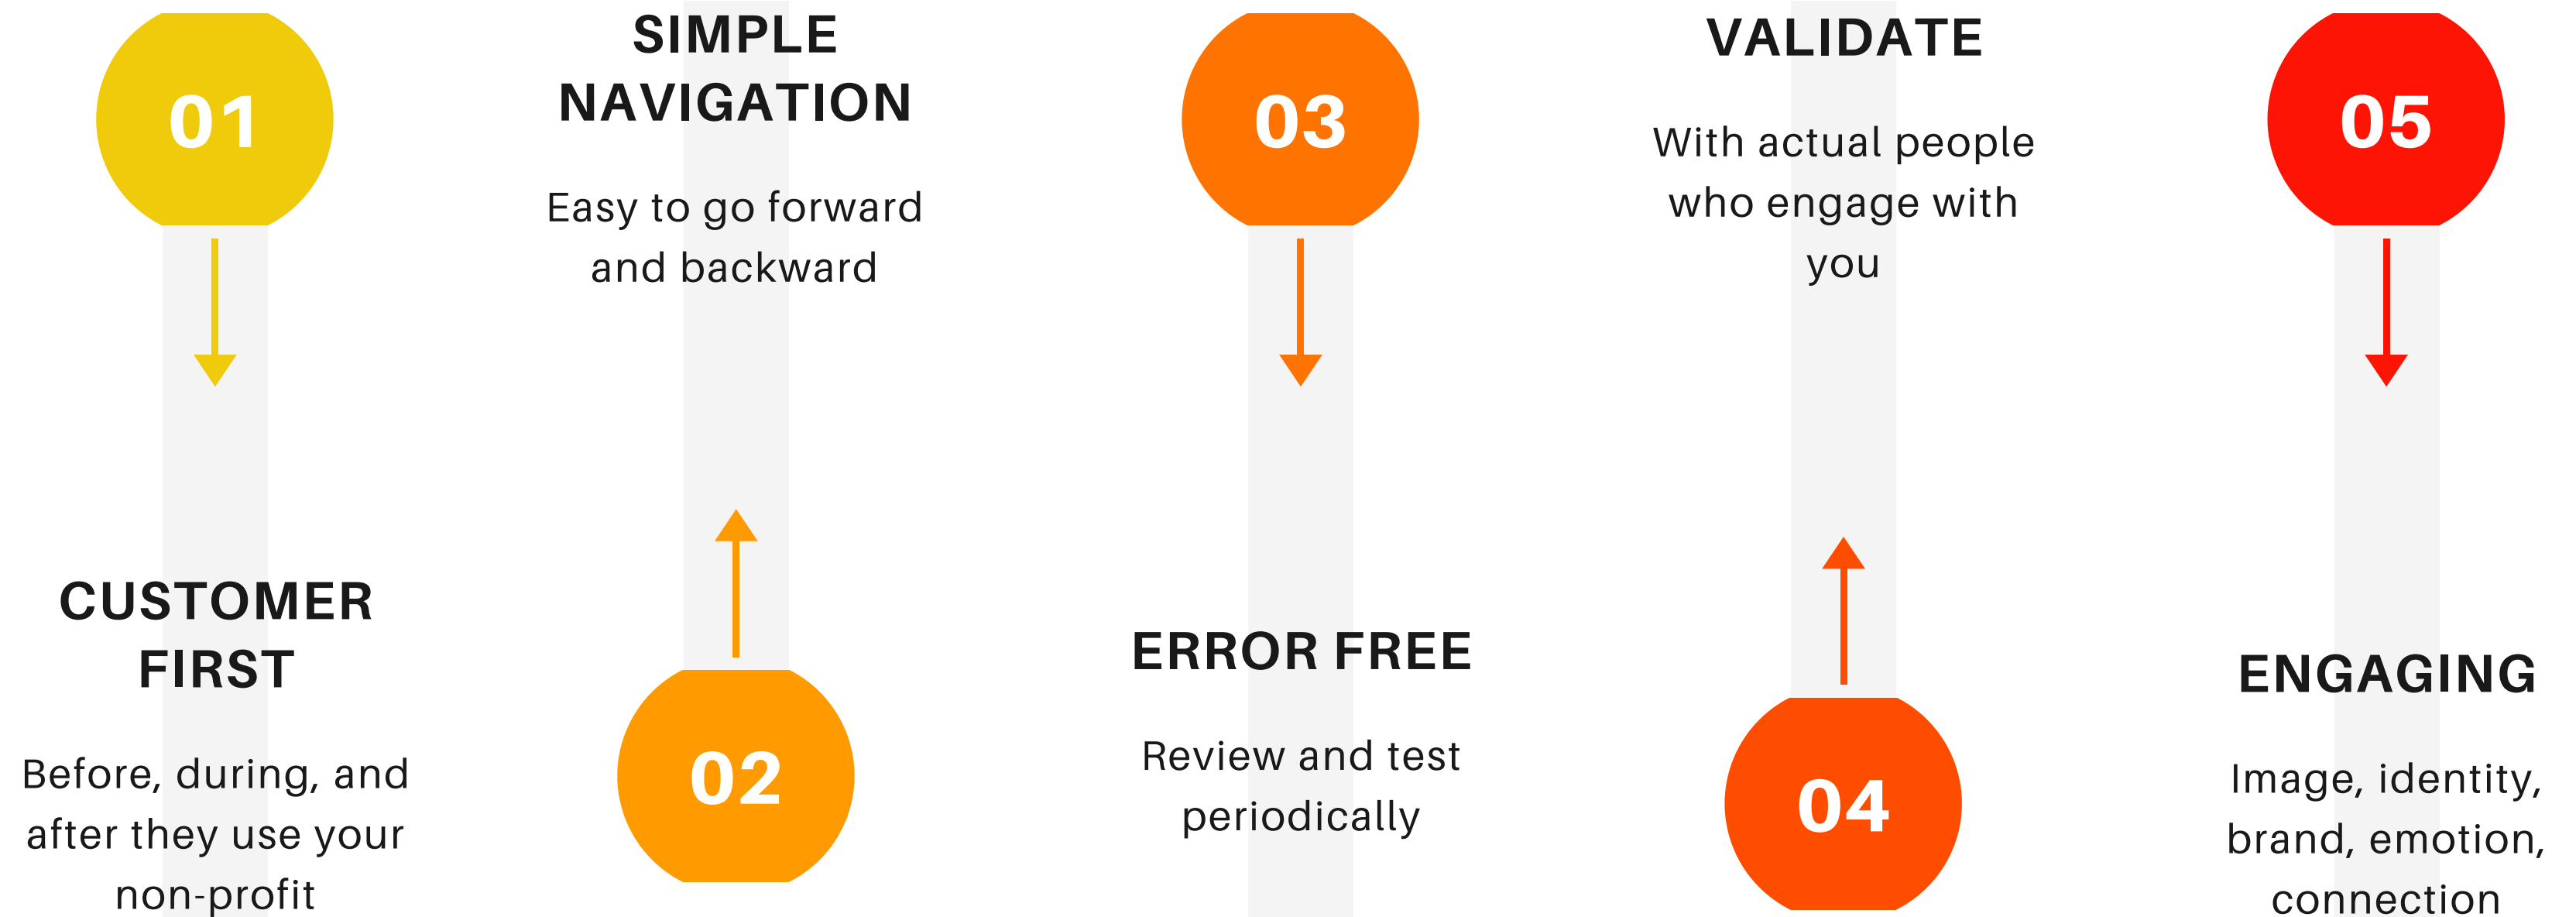 01
CUSTOMER
FIRST
Before, during, and
after they use your
non-profit
SIMPLE
NAVIGATION
Easy to go forward
and backward
02
03
ERROR FREE
Review and test
periodically
VALIDATE
With actual people
who engage with
you
04
05
ENGAGING
Image, identity,
brand, emotion,
connection